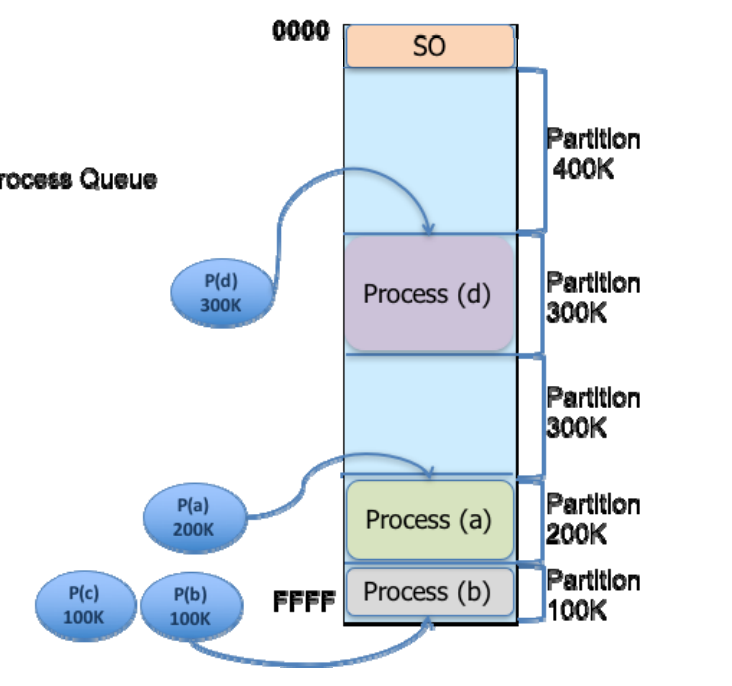 0000
SO
Partition
400K
rocess Queue
P(d)
300K
Process (d)
Partition
300K
Partition
300K
P(a)
200K
Process (a)
Partition
200K
P(c)
100K
P(b)
100K
FFFF
Process (b)
Partition
100K